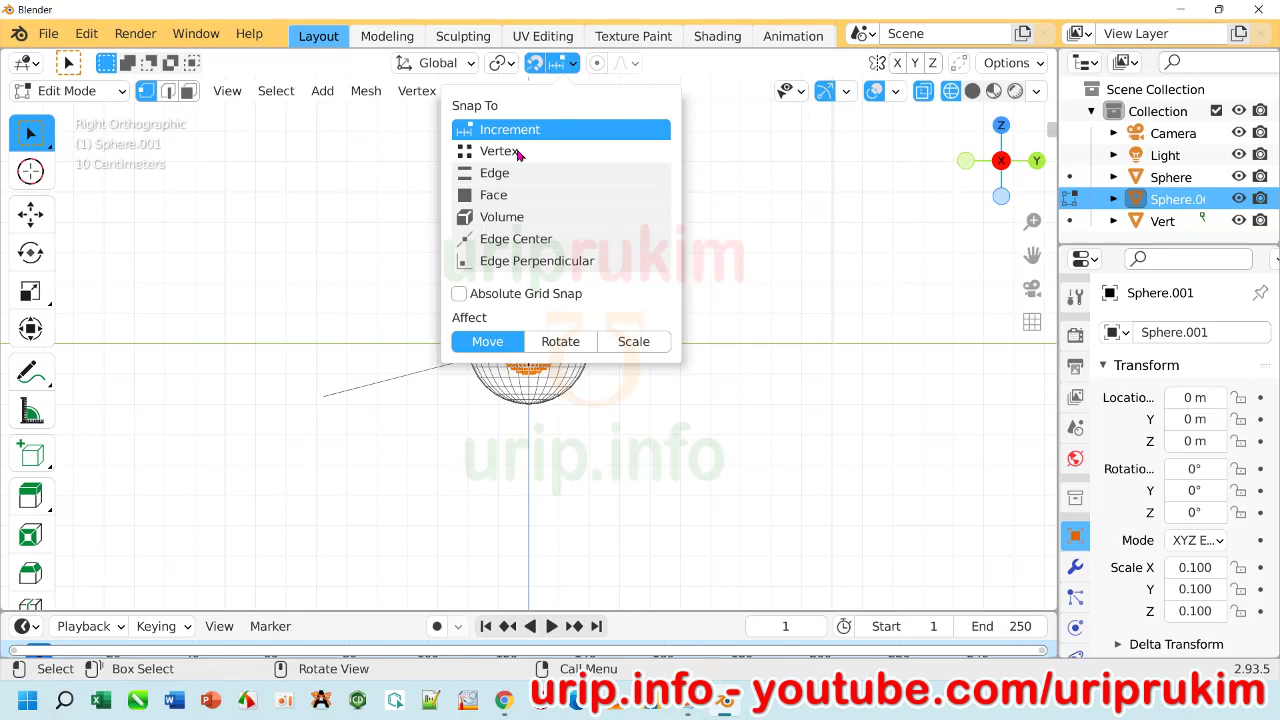 Blender
File Edit Render Window Help Layout Modeling Sculpting UV Editing Texture Paint Shading Animation Scene View Layer
Global Options
X Y Z
Edit Mode View Select Add Mesh Vertex
Right Orthographic
(1) Sphere.001
10 Centimeters
Snap To
Increment
Vertex
Edge
Face
Volume
Edge Center
Edge Perpendicular
Absolute Grid Snap
Affect
Move Rotate Scale
Z
X Y
uriprukim
urip.info
Scene Collection
Collection
Camera
Light
Sphere
Sphere.0
Vert
Sphere.001
Sphere.001
Transform
Locatio... 0 m
Y 0 m
Z 0 m
Rotatio... 0°
Y 0°
Z 0°
Mode XYZ E...
Scale X 0.100
Y 0.100
Z 0.100
Delta Transform
Playback Keying View Marker 1 Start 1 End 250
Select Box Select Rotate View Call Menu 2.93.5
urip.info - youtube.com/uriprukim